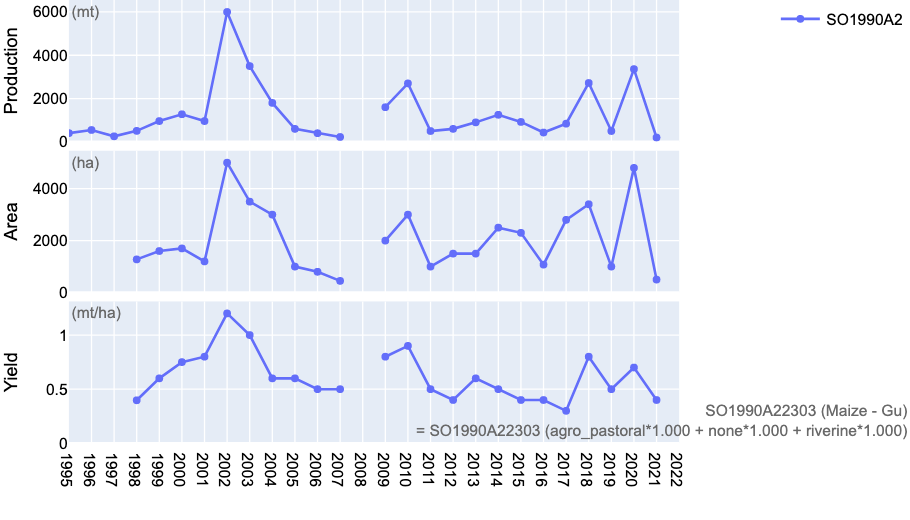 6000 (mt)
SO1990A2
4000
2000
0
Production
(ha)
4000
2000
0
Area
(mt/ha)
1
0.5
0
Yield
SO1990A22303 (Maize - Gu)
= SO1990A22303 (agro_pastoral*1.000 + none*1.000 + riverine*1.000)
1995 1996 1997 1998 1999 2000 2001 2002 2003 2004 2005 2006 2007 2008 2009 2010 2011 2012 2013 2014 2015 2016 2017 2018 2019 2020 2021 2022